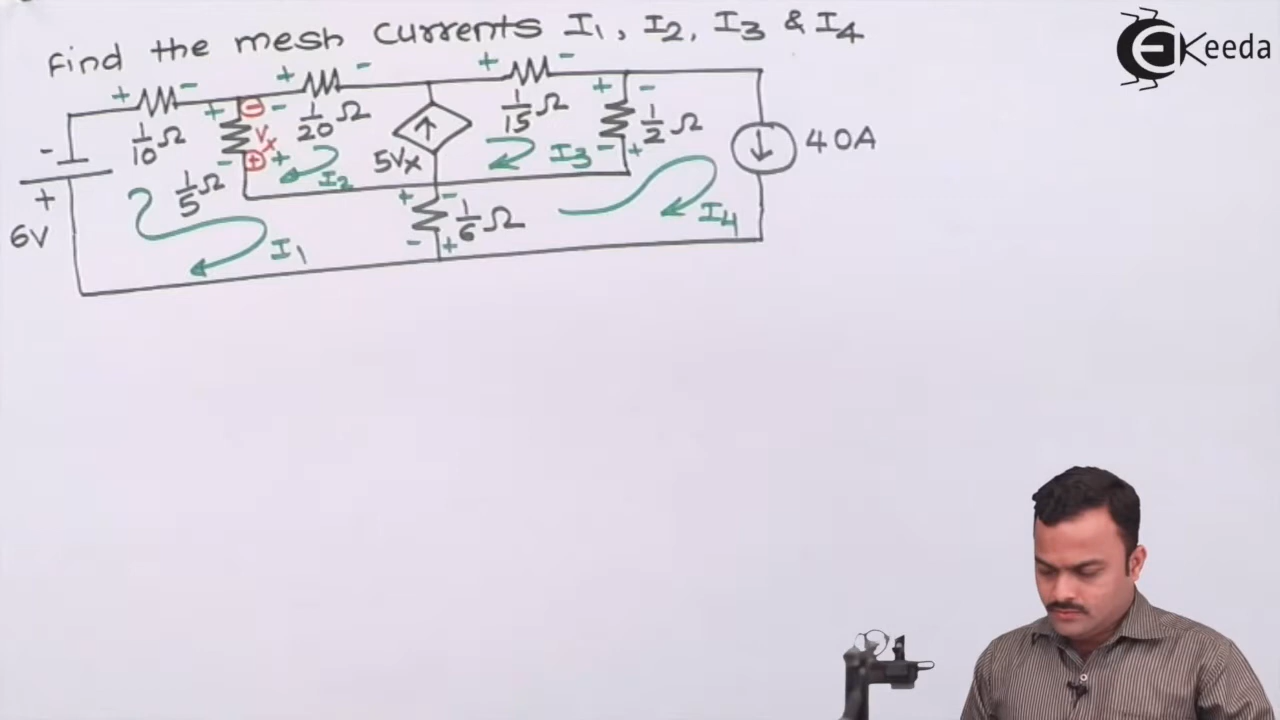 Find the mesh currents I1, I2, I3 & I4
EKeeda
+ - + - + - + -
1/10 Ω
1/20 Ω
1/15 Ω
1/2 Ω
40A
-
+
6V
+ -
1/5 Ω
- Vx +
- +
I2
5Vx
I3
- +
I1
+ -
1/6 Ω
- +
I4